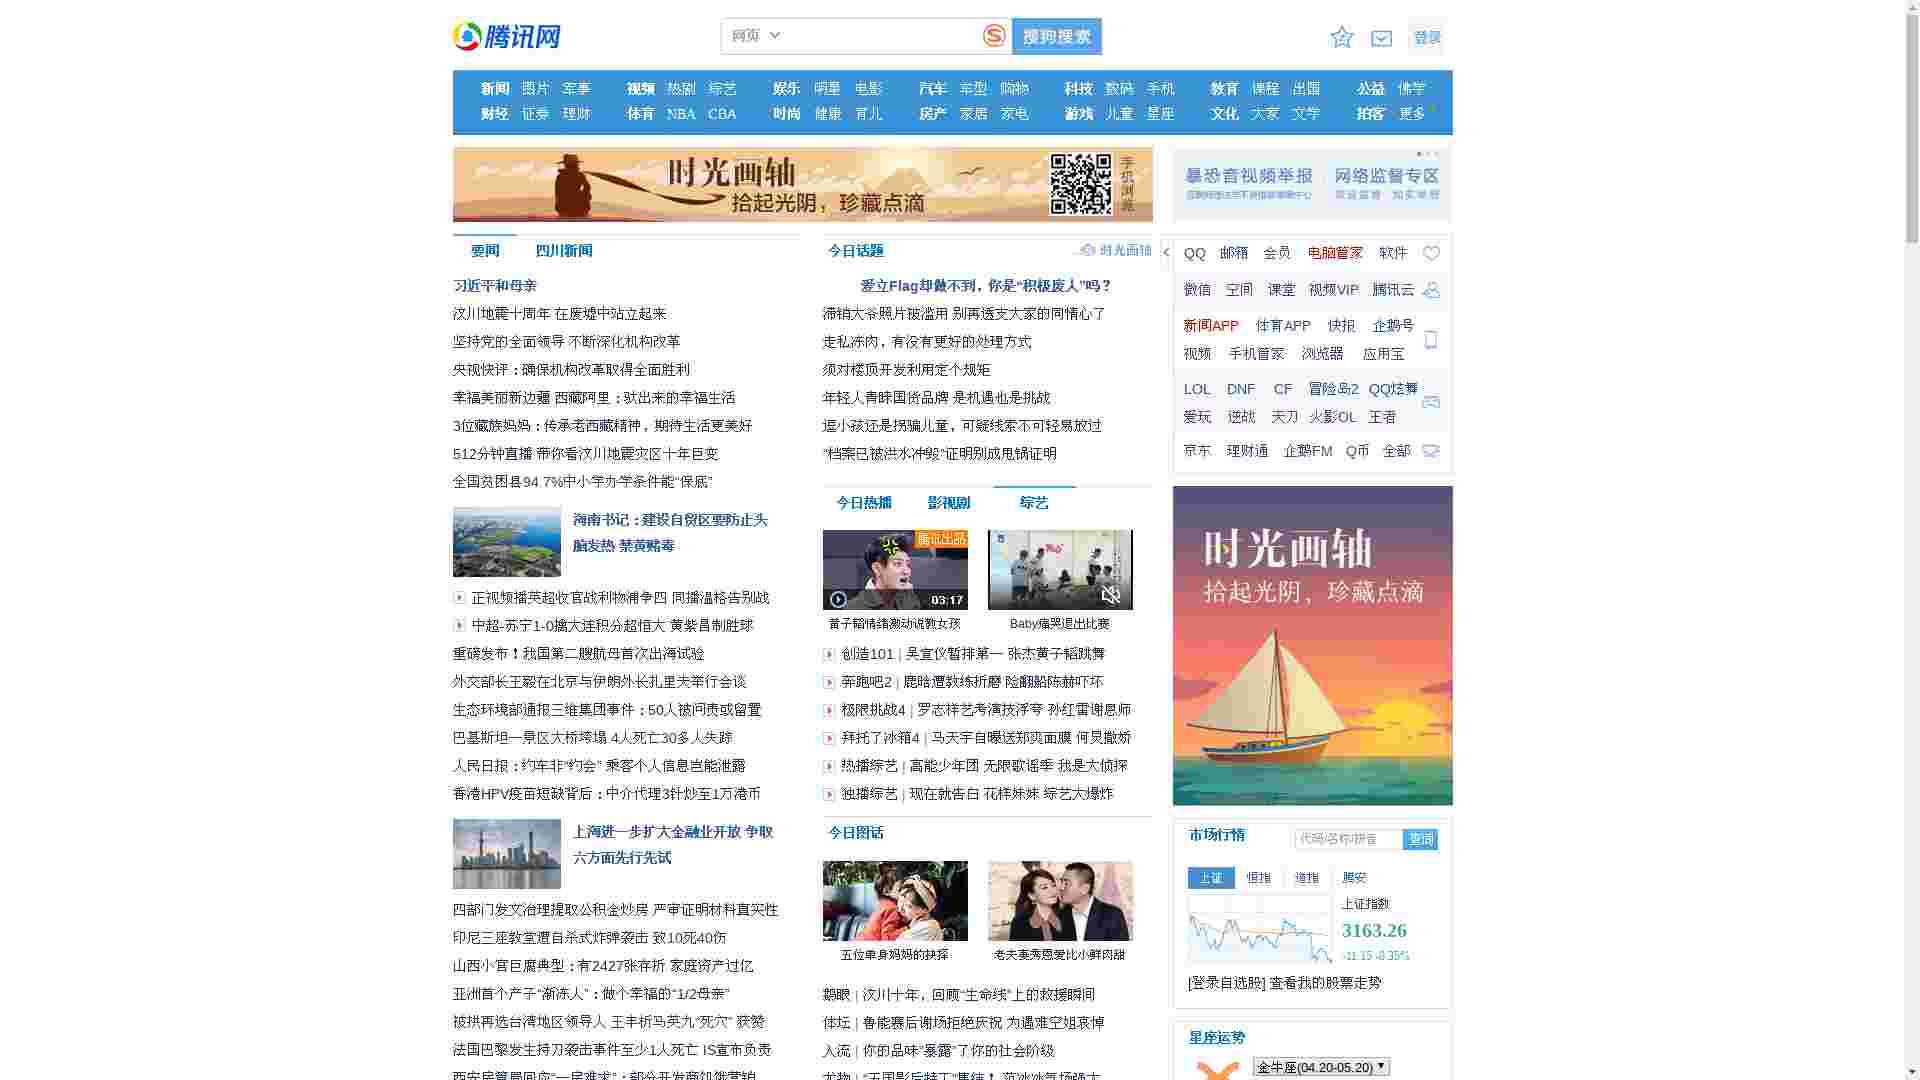 腾讯网
网页
搜狗搜索
登录
新闻 图片 军事 视频 热剧 综艺 娱乐 明星 电影 汽车 车型 购物 科技 数码 手机 教育 课程 出国 公益 佛学
财经 证券 理财 体育 NBA CBA 时尚 健康 育儿 房产 家居 家电 游戏 儿童 星座 文化 大家 文学 拍客 更多
时光画轴
拾起光阴，珍藏点滴
手机浏览
暴恐音视频举报 网络监督专区
要闻 四川新闻
习近平和母亲
汶川地震十周年 在废墟中站立起来
坚持党的全面领导 不断深化机构改革
央视快评：确保机构改革取得全面胜利
幸福美丽新边疆 西藏阿里：驮出来的幸福生活
3位藏族妈妈：传承老西藏精神，期待生活更美好
512分钟直播 带你看汶川地震灾区十年巨变
全国贫困县94.7%中小学办学条件能“保底”
海南书记：建设自贸区要防止头
脑发热 禁黄赌毒
正视频播英超收官战利物浦争四 同播温格告别战
中超-苏宁1-0擒大连积分超恒大 黄紫昌制胜球
重磅发布！我国第二艘航母首次出海试验
外交部长王毅在北京与伊朗外长扎里夫举行会谈
生态环境部通报三维集团事件：50人被问责或留置
巴基斯坦一景区大桥垮塌 4人死亡30多人失踪
人民日报：约车非“约会” 乘客个人信息岂能泄露
香港HPV疫苗短缺背后：中介代理3针炒至1万港币
上海进一步扩大金融业开放 争取
六方面先行先试
四部门发文治理提取公积金炒房 严审证明材料真实性
印尼三座教堂遭自杀式炸弹袭击 致10死40伤
山西小官巨腐典型：有2427张存折 家庭资产过亿
亚洲首个产子“渐冻人”：做个幸福的“1/2母亲”
被拱再选台湾地区领导人 王丰析马英九“死穴” 获赞
法国巴黎发生持刀袭击事件至少1人死亡 IS宣布负责
西安房管局回应“一房难求”：部分开发商饥饿营销
今日话题
时光画轴
爱立Flag却做不到，你是“积极废人”吗？
滞销大爷照片被滥用 别再透支大家的同情心了
走私冻肉，有没有更好的处理方式
须对楼顶开发利用定个规矩
年轻人青睐国货品牌 是机遇也是挑战
逗小孩还是拐骗儿童，可疑线索不可轻易放过
“档案已被洪水冲毁”证明别成甩锅证明
今日热播 影视剧 综艺
腾讯出品
03:17
黄子韬情绪激动说教女孩
Baby痛哭退出比赛
创造101 | 吴宣仪暂排第一 张杰黄子韬跳舞
奔跑吧2 | 鹿晗遭教练折磨 险翻船陈赫吓坏
极限挑战4 | 罗志祥艺考演技浮夸 孙红雷谢恩师
拜托了冰箱4 | 马天宇自曝送郑爽面膜 何炅撒娇
热播综艺 | 高能少年团 无限歌谣季 我是大侦探
独播综艺 | 现在就告白 花样妹妹 综艺大爆炸
今日图话
五位单身妈妈的抉择
老夫妻秀恩爱比小鲜肉甜
鹅眼 | 汶川十年，回顾“生命线”上的救援瞬间
体坛 | 鲁能赛后谢场拒绝庆祝 为遇难空姐哀悼
入流 | 你的品味“暴露”了你的社会阶级
尤物 | “五国影后特工”集结！ 范冰冰气场强大
QQ 邮箱 会员 电脑管家 软件
微信 空间 课堂 视频VIP 腾讯云
新闻APP 体育APP 快报 企鹅号
视频 手机管家 浏览器 应用宝
LOL DNF CF 冒险岛2 QQ炫舞
爱玩 逆战 天刀 火影OL 王者
京东 理财通 企鹅FM Q币 全部
时光画轴
拾起光阴，珍藏点滴
市场行情
代码/名称/拼音
查询
上证 恒指 道指 腾安
上证指数
3163.26
-11.15 -0.35%
[登录自选股] 查看我的股票走势
星座运势
金牛座(04.20-05.20)